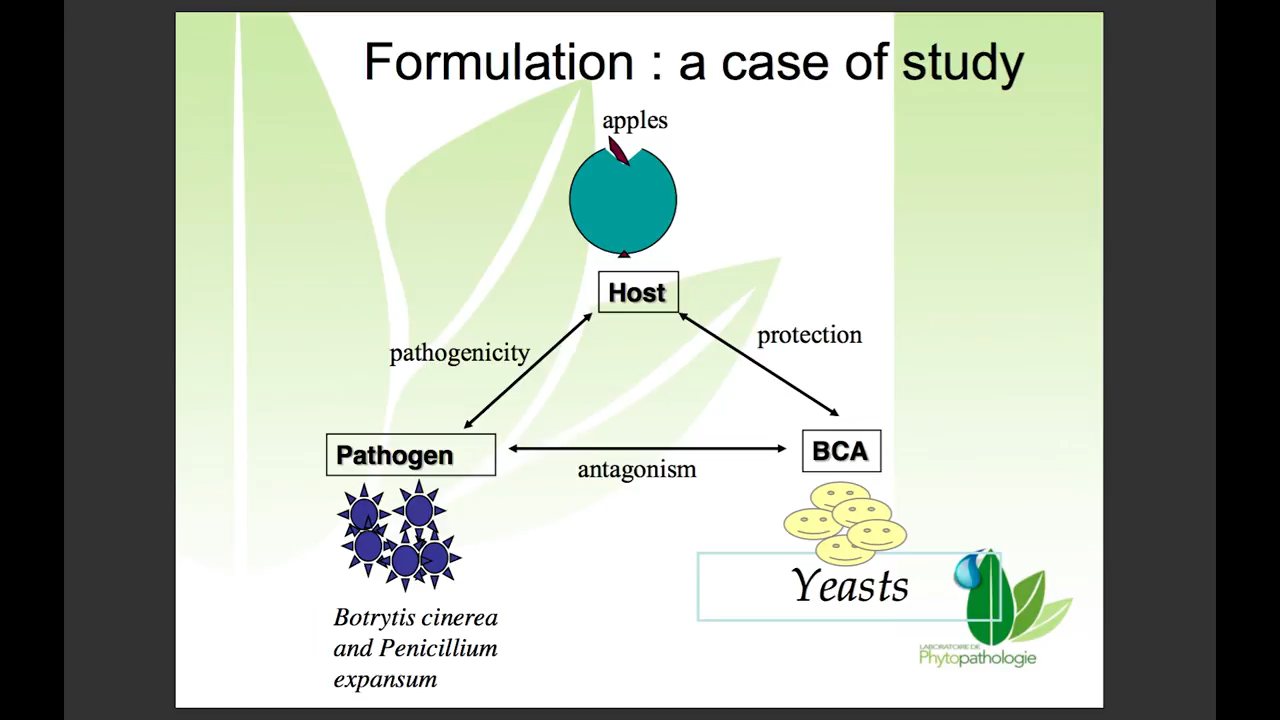 Formulation : a case of study
apples
Host
pathogenicity
protection
Pathogen
BCA
antagonism
Yeasts
Botrytis cinerea
and Penicillium
expansum
LABORATOIRE DE
Phytopathologie